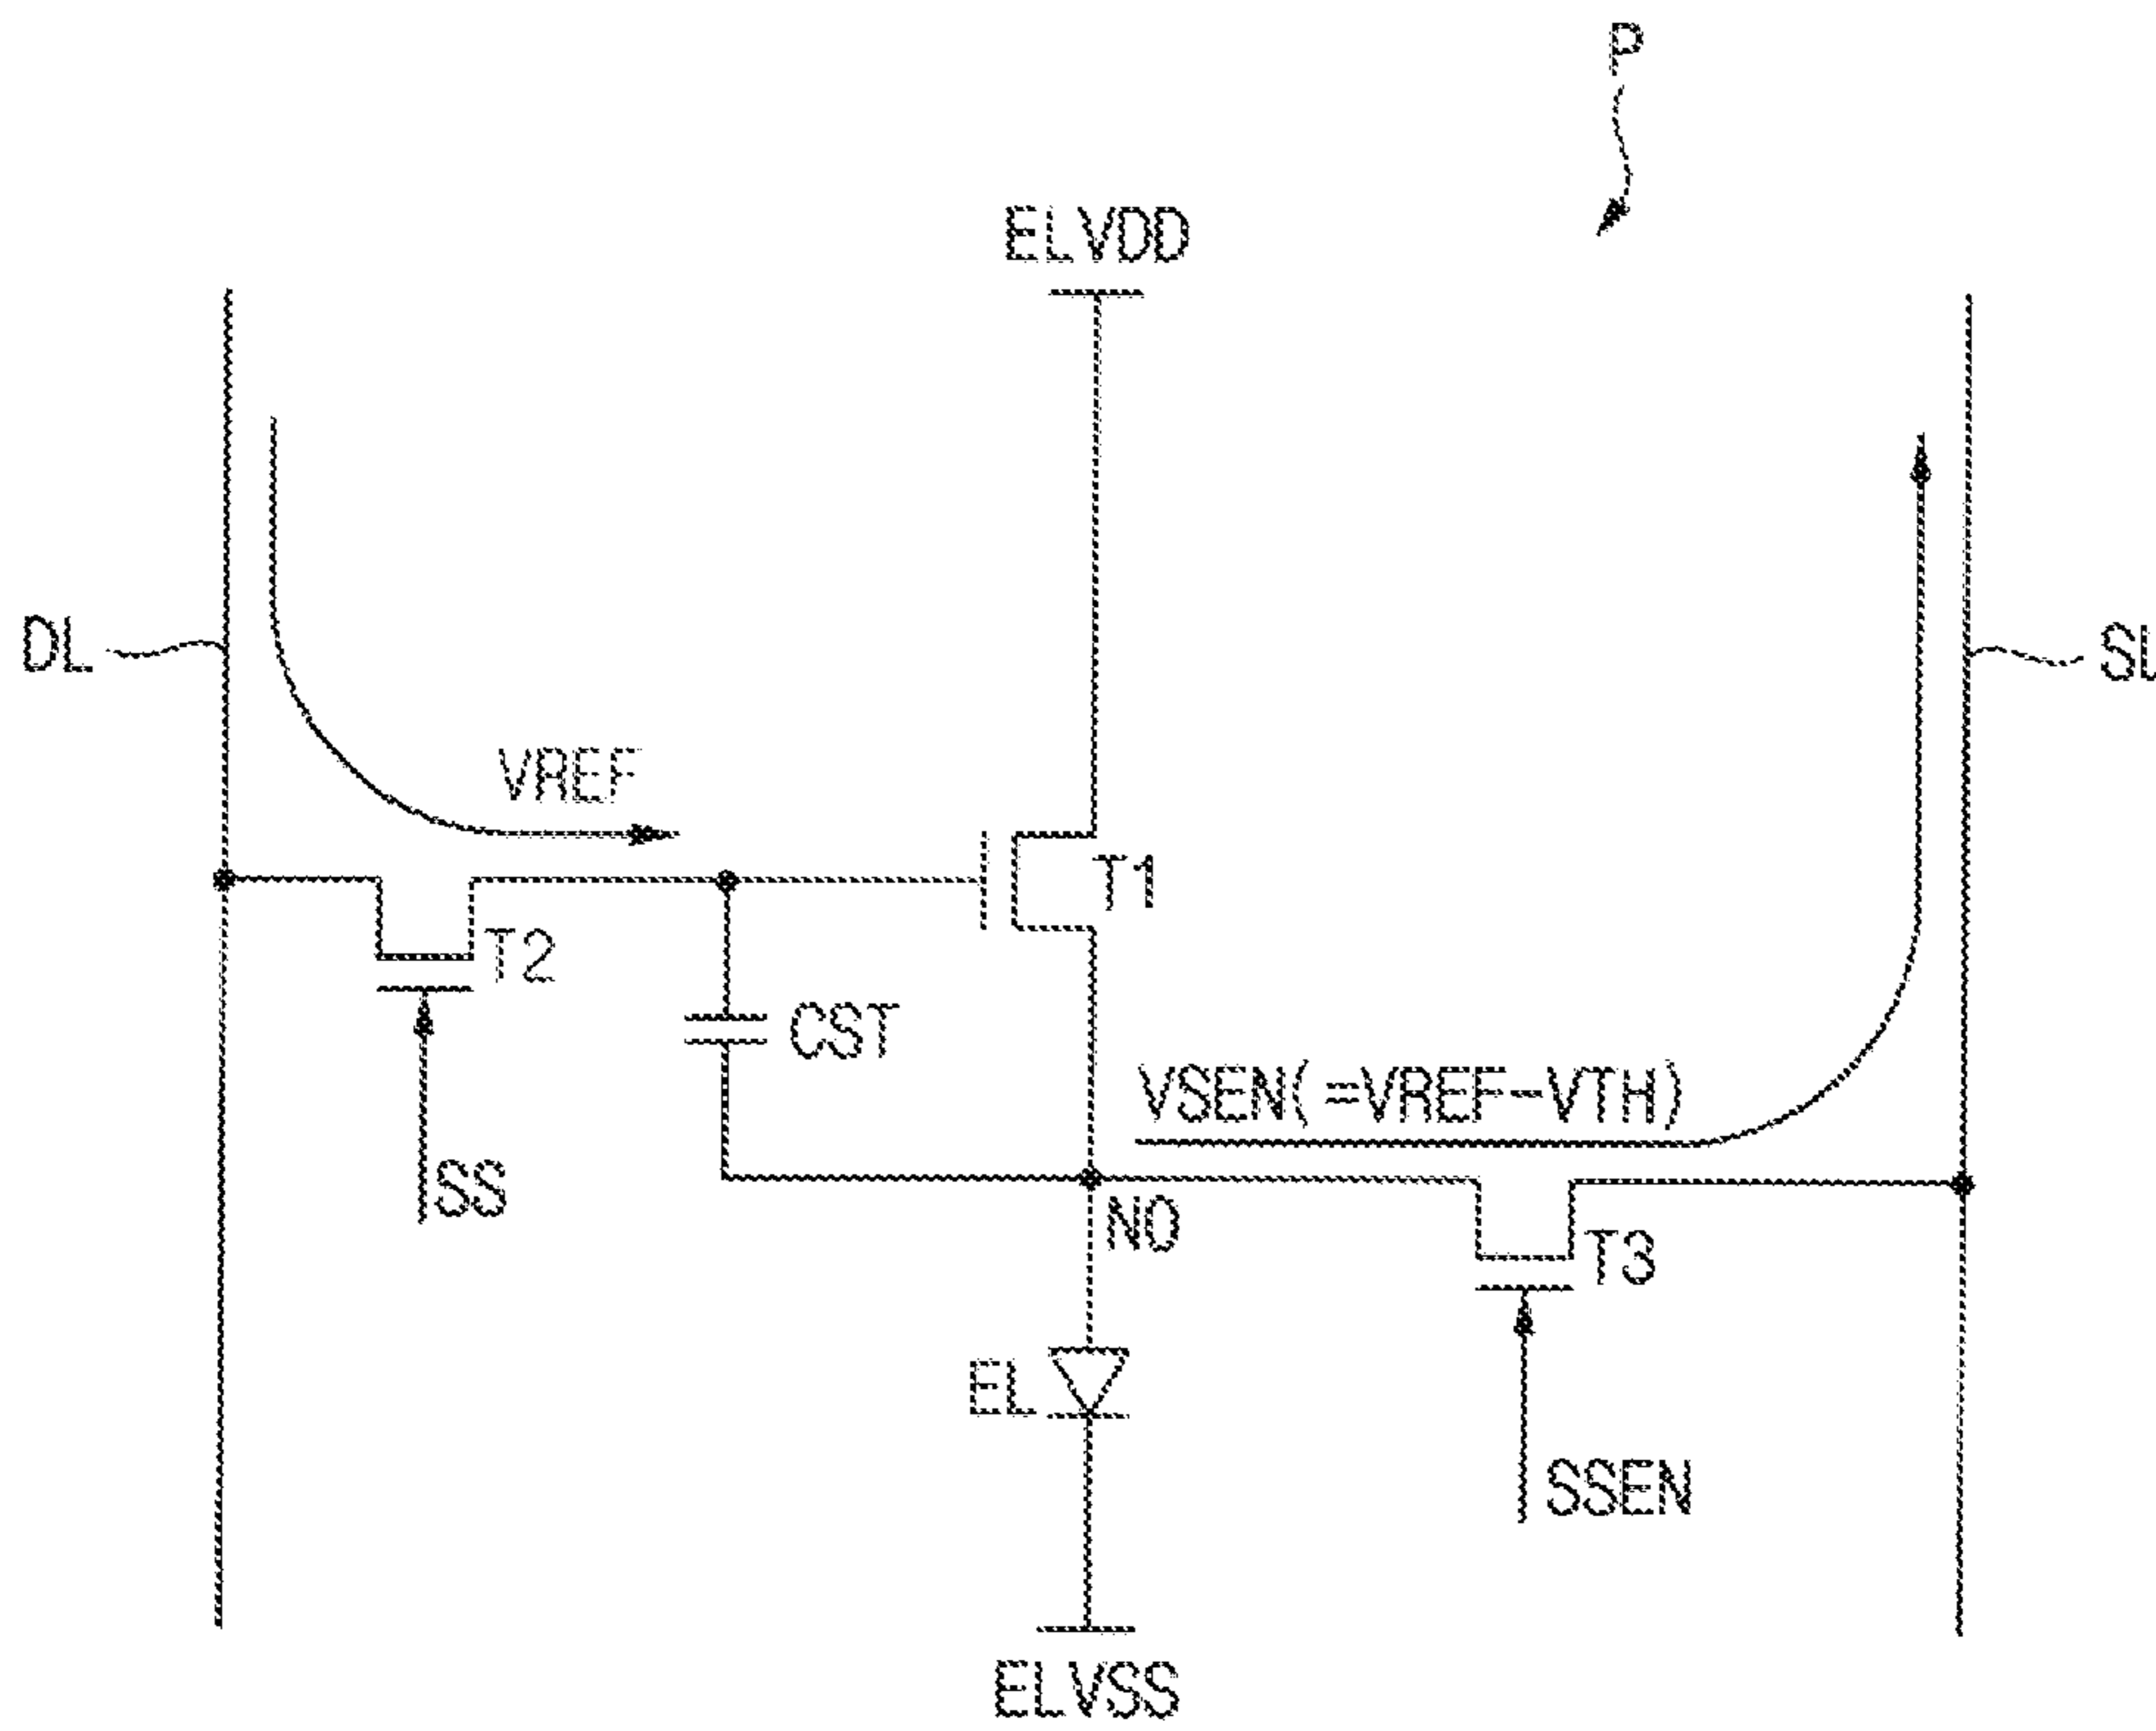 P
ELVDD
DL
SL
VREF
T1
T2
CST
VSEN(=VREF-VTH)
SS
NO
T3
EL
SSEN
ELVSS